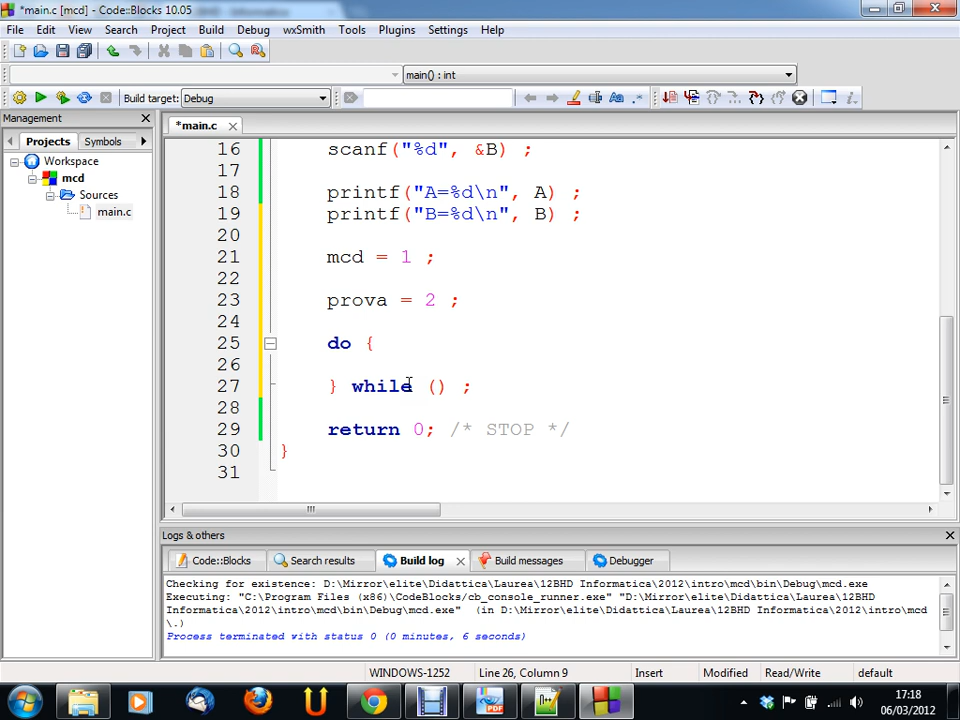 *main.c [mcd] - Code::Blocks 10.05
File Edit View Search Project Build Debug wxSmith Tools Plugins Settings Help
main() : int
Build target: Debug
Management
*main.c
Projects Symbols
Workspace
mcd
Sources
main.c
16 scanf("%d", &B) ;
17
18 printf("A=%d\n", A) ;
19 printf("B=%d\n", B) ;
20
21 mcd = 1 ;
22
23 prova = 2 ;
24
25 do {
26
27 } while () ;
28
29 return 0; /* STOP */
30 }
31
Logs & others
Code::Blocks Search results Build log Build messages Debugger
Checking for existence: D:\Mirror\elite\Didattica\Laurea\12BHD Informatica\2012\intro\mcd\bin\Debug\mcd.exe
Executing: "C:\Program Files (x86)\CodeBlocks/cb_console_runner.exe" "D:\Mirror\elite\Didattica\Laurea\12BHD
Informatica\2012\intro\mcd\bin\Debug\mcd.exe" (in D:\Mirror\elite\Didattica\Laurea\12BHD Informatica\2012\intro\mcd
\.)
Process terminated with status 0 (0 minutes, 6 seconds)
WINDOWS-1252 Line 26, Column 9 Insert Modified Read/Write default
17:18
06/03/2012